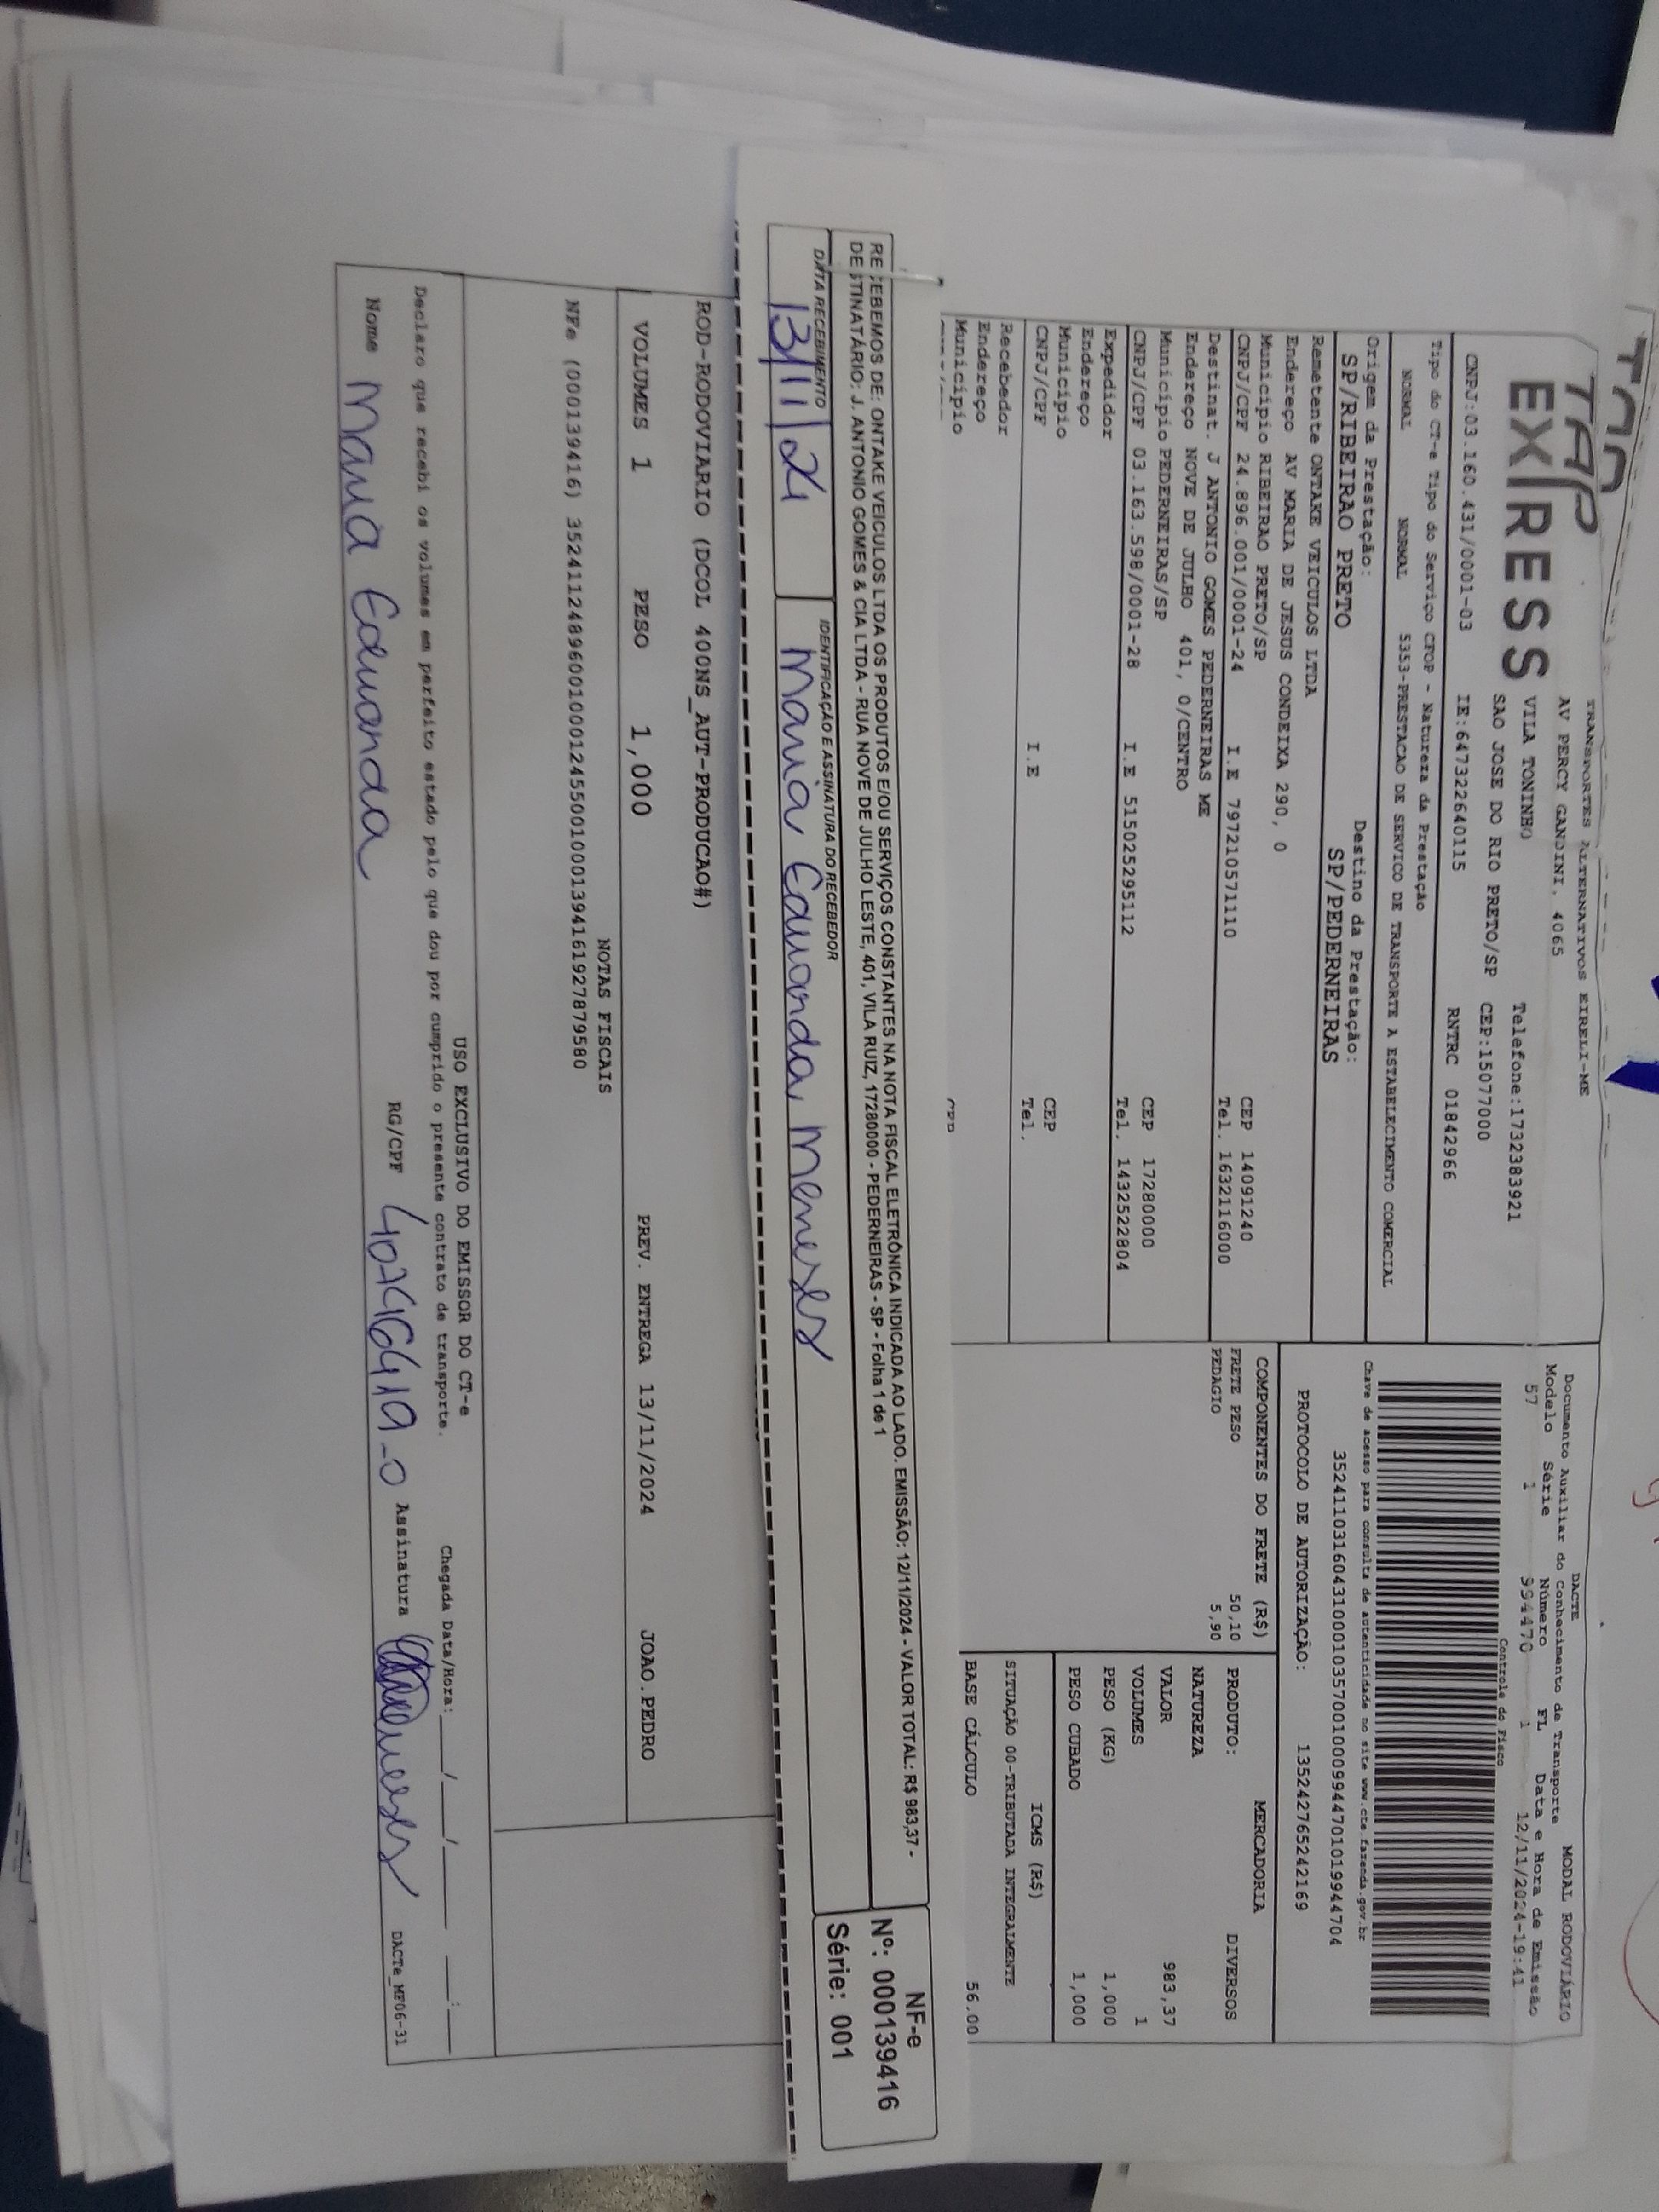 TAP
TAP
EXPRESS
TRANSPORTES ALTERNATIVOS EIRELI-ME
AV PERCY GANDINI, 4065
VILA TONINHO Telefone:1732383921
SAO JOSE DO RIO PRETO/SP CEP:15077000
CNPJ:03.160.431/0001-03 IE:647322640115 RNTRC 01842966
Tipo do CT-e Tipo do Serviço CFOP - Natureza da Prestação
NORMAL NORMAL 5353-PRESTACAO DE SERVICO DE TRANSPORTE A ESTABELECIMENTO COMERCIAL
Origem da Prestação: Destino da Prestação:
SP/RIBEIRAO PRETO SP/PEDERNEIRAS
Remetente ONTAKE VEICULOS LTDA
Endereço AV MARIA DE JESUS CONDEIXA 290, 0
Município RIBEIRAO PRETO/SP CEP 14091240
CNPJ/CPF 24.896.001/0001-24 I.E 797210571110 Tel. 1632116000
Destinat. J ANTONIO GOMES PEDERNEIRAS ME
Endereço NOVE DE JULHO 401, 0/CENTRO
Município PEDERNEIRAS/SP CEP 17280000
CNPJ/CPF 03.163.598/0001-28 I.E 515025295112 Tel. 1432522804
Expedidor
Endereço
Município CEP
CNPJ/CPF I.E Tel.
Recebedor
Endereço
Município CEP
DACTE MODAL RODOVIÁRIO
Documento Auxiliar do Conhecimento de Transporte
Modelo Série Número FL Data e Hora de Emissão
57 1 994470 1 12/11/2024-19:41
Controle do Fisco
Chave de acesso para consulta de autenticidade no site www.cte.fazenda.gov.br
35241103160431000103570010009944701019944704
PROTOCOLO DE AUTORIZAÇÃO: 135242765242169
COMPONENTES DO FRETE (R$)
FRETE PESO 50,10
PEDAGIO 5,90
MERCADORIA
PRODUTO: DIVERSOS
NATUREZA
VALOR 983,37
VOLUMES 1
PESO (KG) 1,000
PESO CUBADO 1,000
ICMS (R$)
SITUAÇÃO 00-TRIBUTADA INTEGRALMENTE
BASE CÁLCULO 56.00
RECEBEMOS DE: ONTAKE VEICULOS LTDA OS PRODUTOS E/OU SERVIÇOS CONSTANTES NA NOTA FISCAL ELETRÔNICA INDICADA AO LADO. EMISSÃO: 12/11/2024 - VALOR TOTAL: R$ 983,37 -
DESTINATÁRIO: J. ANTONIO GOMES & CIA LTDA - RUA NOVE DE JULHO LESTE, 401, VILA RUIZ, 17280000 - PEDERNEIRAS - SP - Folha 1 de 1
DATA RECEBIMENTO IDENTIFICAÇÃO E ASSINATURA DO RECEBEDOR
13/11/24 Maria Eduarda Meneses
NF-e
Nº: 000139416
Série: 001
ROD-RODOVIARIO (DCOL 400NS_AUT-PRODUCAO#)
VOLUMES 1 PESO 1,000 PREV. ENTREGA 13/11/2024 JOAO.PEDRO
NOTAS FISCAIS
NFe (000139416) 35241124896001000124550010001394161927879580
USO EXCLUSIVO DO EMISSOR DO CT-e
Declaro que recebi os volumes em perfeito estado pelo que dou por cumprido o presente contrato de transporte. Chegada Data/Hora:____/____/____ ____:____
Nome Maria Eduarda RG/CPF Assinatura
DACTe_MF06-31